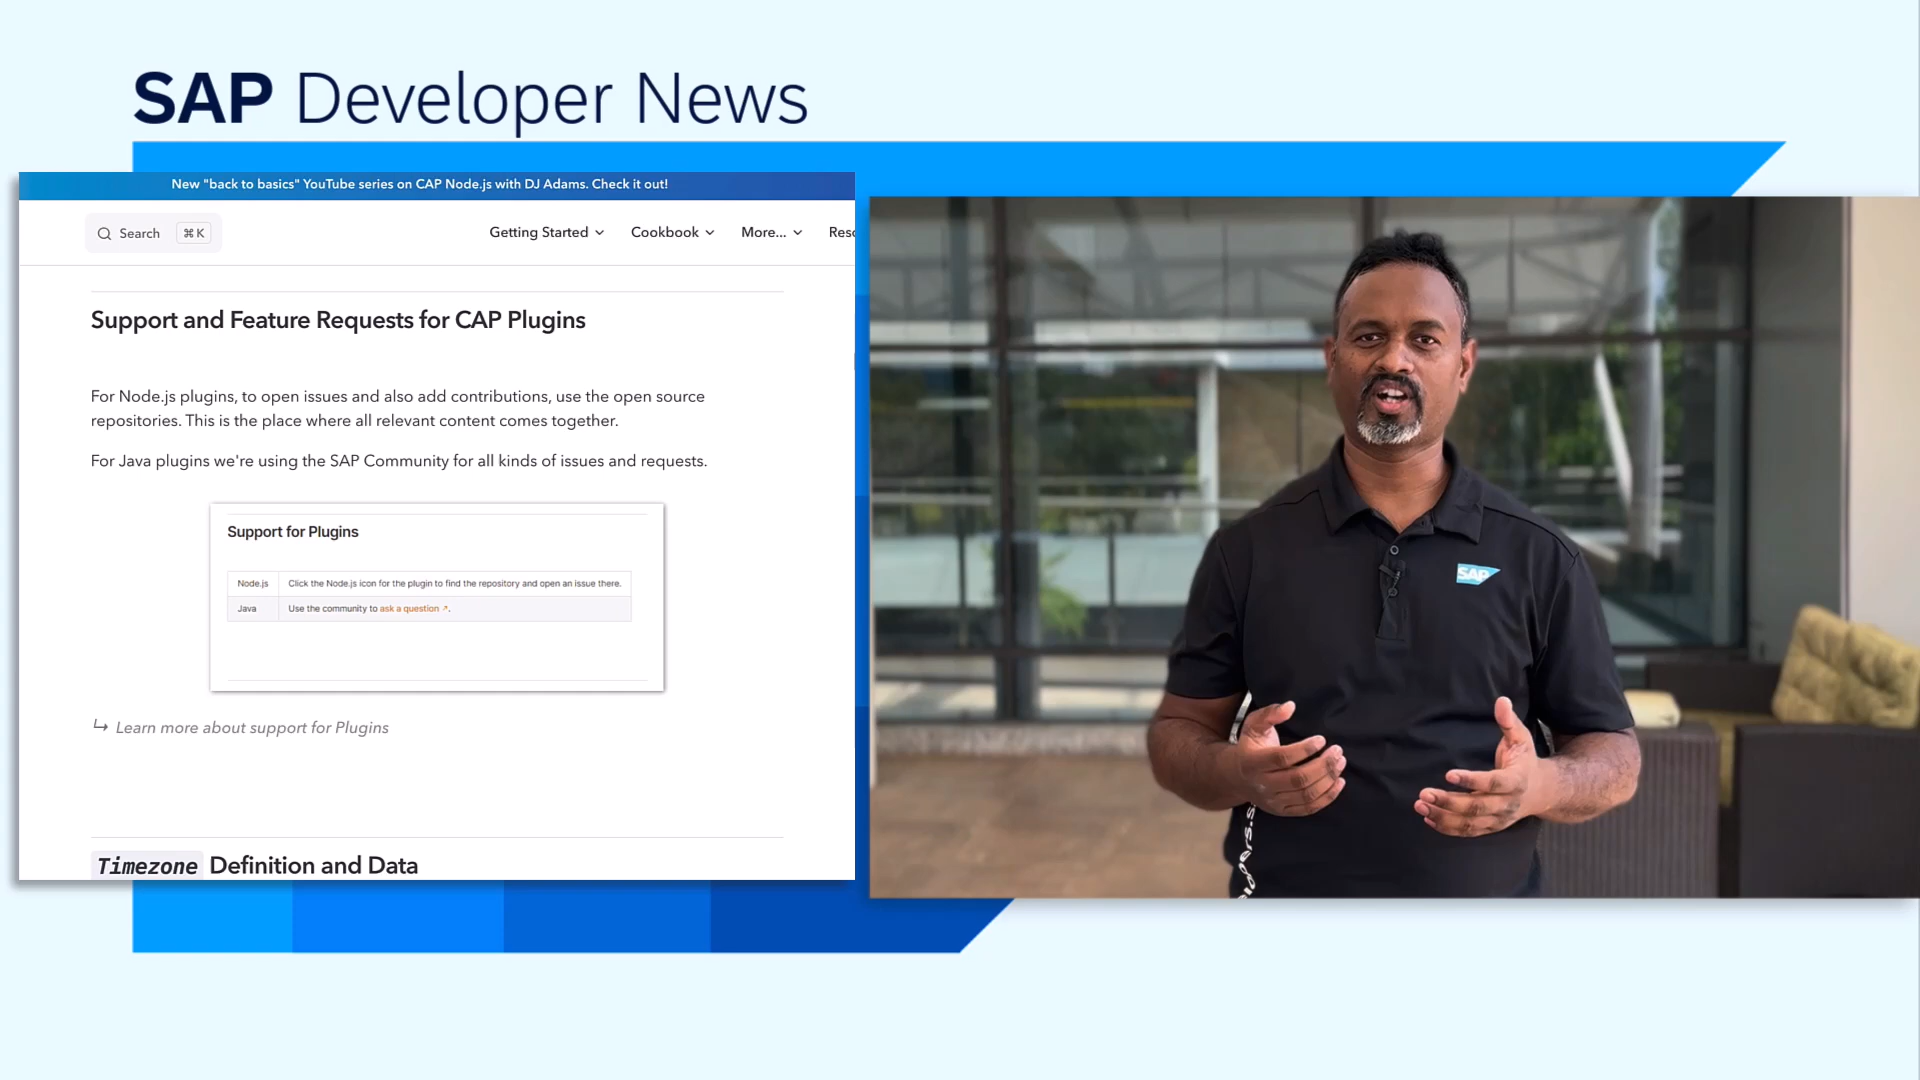 SAP Developer News
New "back to basics" YouTube series on CAP Node.js with DJ Adams. Check it out!
Search ⌘ K Getting Started Cookbook More...
Support and Feature Requests for CAP Plugins
For Node.js plugins, to open issues and also add contributions, use the open source
repositories. This is the place where all relevant content comes together.
For Java plugins we're using the SAP Community for all kinds of issues and requests.
Support for Plugins
Node.js Click the Node.js icon for the plugin to find the repository and open an issue there.
Java Use the community to ask a question ↗.
Learn more about support for Plugins
Timezone Definition and Data
SAP